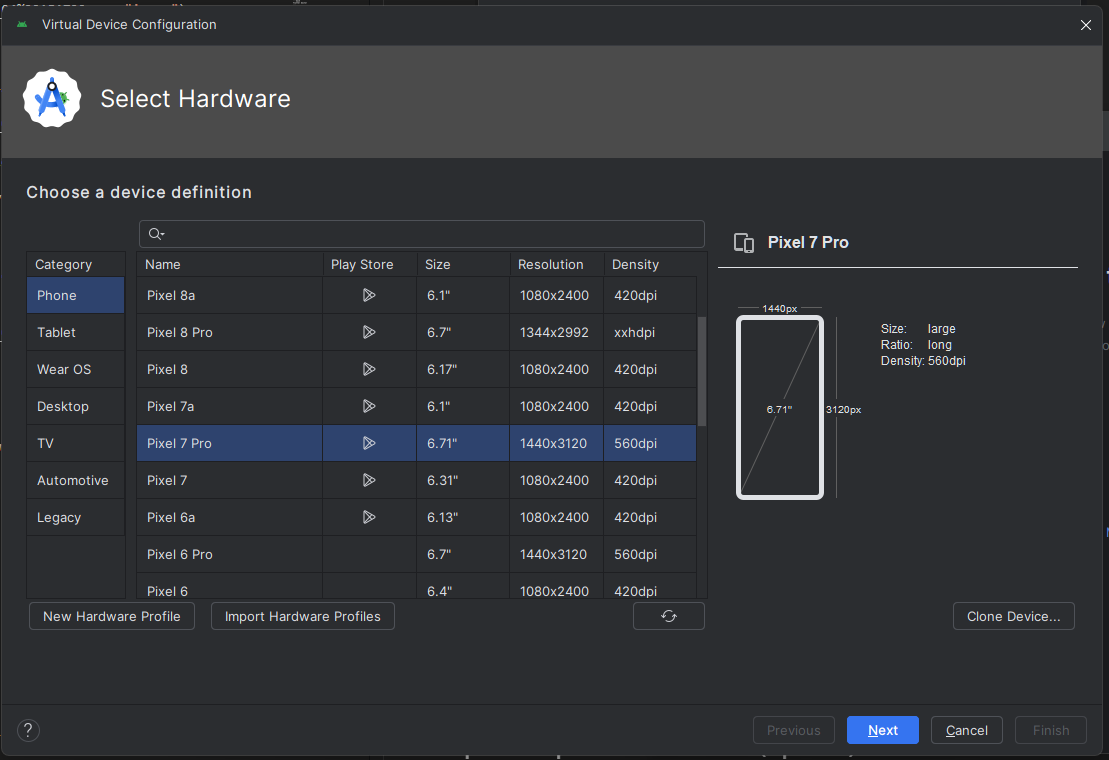 Virtual Device Configuration
Select Hardware
Choose a device definition
Category
Phone
Tablet
Wear OS
Desktop
TV
Automotive
Legacy
Name Play Store Size Resolution Density
Pixel 8a 6.1" 1080x2400 420dpi
Pixel 8 Pro 6.7" 1344x2992 xxhdpi
Pixel 8 6.17" 1080x2400 420dpi
Pixel 7a 6.1" 1080x2400 420dpi
Pixel 7 Pro 6.71" 1440x3120 560dpi
Pixel 7 6.31" 1080x2400 420dpi
Pixel 6a 6.13" 1080x2400 420dpi
Pixel 6 Pro 6.7" 1440x3120 560dpi
Pixel 6 6.4" 1080x2400 420dpi
Pixel 7 Pro
1440px
6.71"
3120px
Size: large
Ratio: long
Density: 560dpi
New Hardware Profile
Import Hardware Profiles
Clone Device...
?
Previous
Next
Cancel
Finish